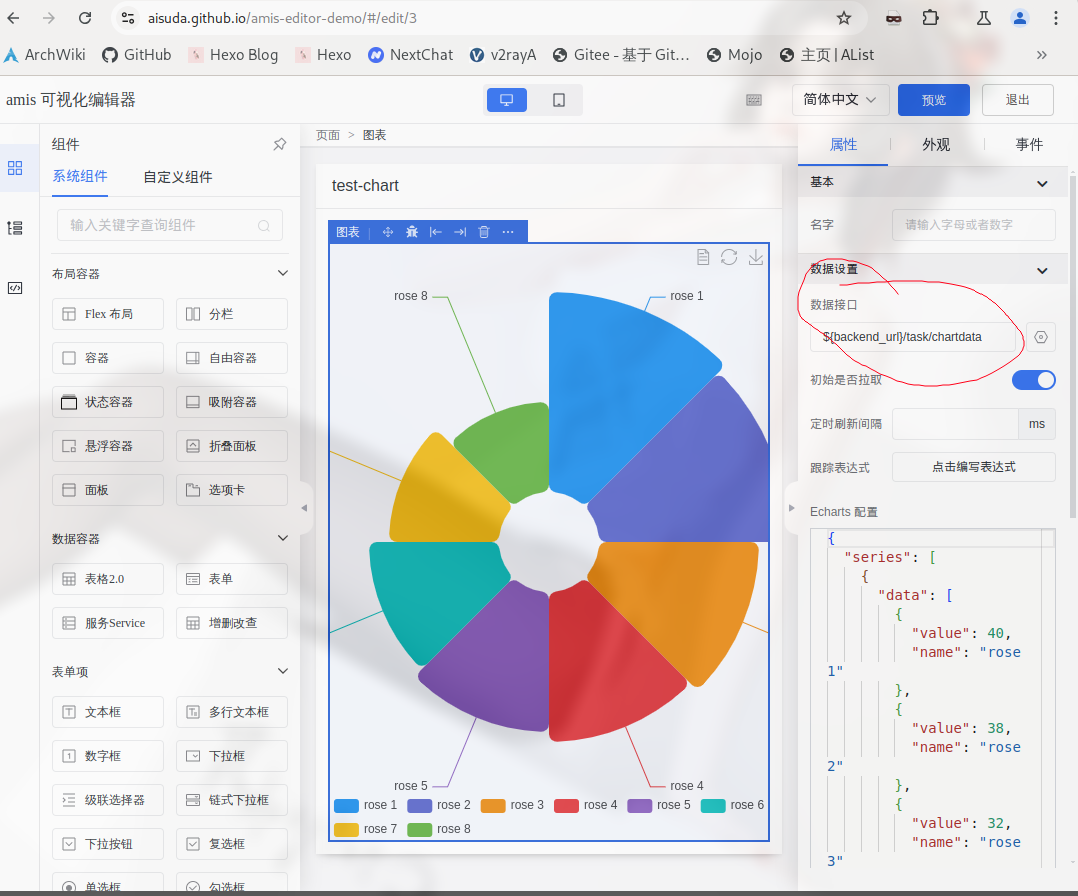 aisuda.github.io/amis-editor-demo/#/edit/3
ArchWiki GitHub Hexo Blog Hexo NextChat v2rayA Gitee - 基于 Git... Mojo 主页 | AList »
amis 可视化编辑器
简体中文 预览 退出
组件
系统组件 自定义组件
输入关键字查询组件
布局容器
Flex 布局 分栏
容器 自由容器
状态容器 吸附容器
悬浮容器 折叠面板
面板 选项卡
数据容器
表格2.0 表单
服务Service 增删改查
表单项
文本框 多行文本框
数字框 下拉框
级联选择器 链式下拉框
下拉按钮 复选框
单选框 勾选框
页面 > 图表
test-chart
图表
rose 8 rose 1
rose 5 rose 4
rose 1 rose 2 rose 3 rose 4 rose 5 rose 6
rose 7 rose 8
属性 外观 事件
基本
名字 请输入字母或者数字
数据设置
数据接口
${backend_url}/task/chartdata
初始是否拉取
定时刷新间隔 ms
跟踪表达式 点击编写表达式
Echarts 配置
{
"series": [
{
"data": [
{
"value": 40,
"name": "rose
1"
},
{
"value": 38,
"name": "rose
2"
},
{
"value": 32,
"name": "rose
3"